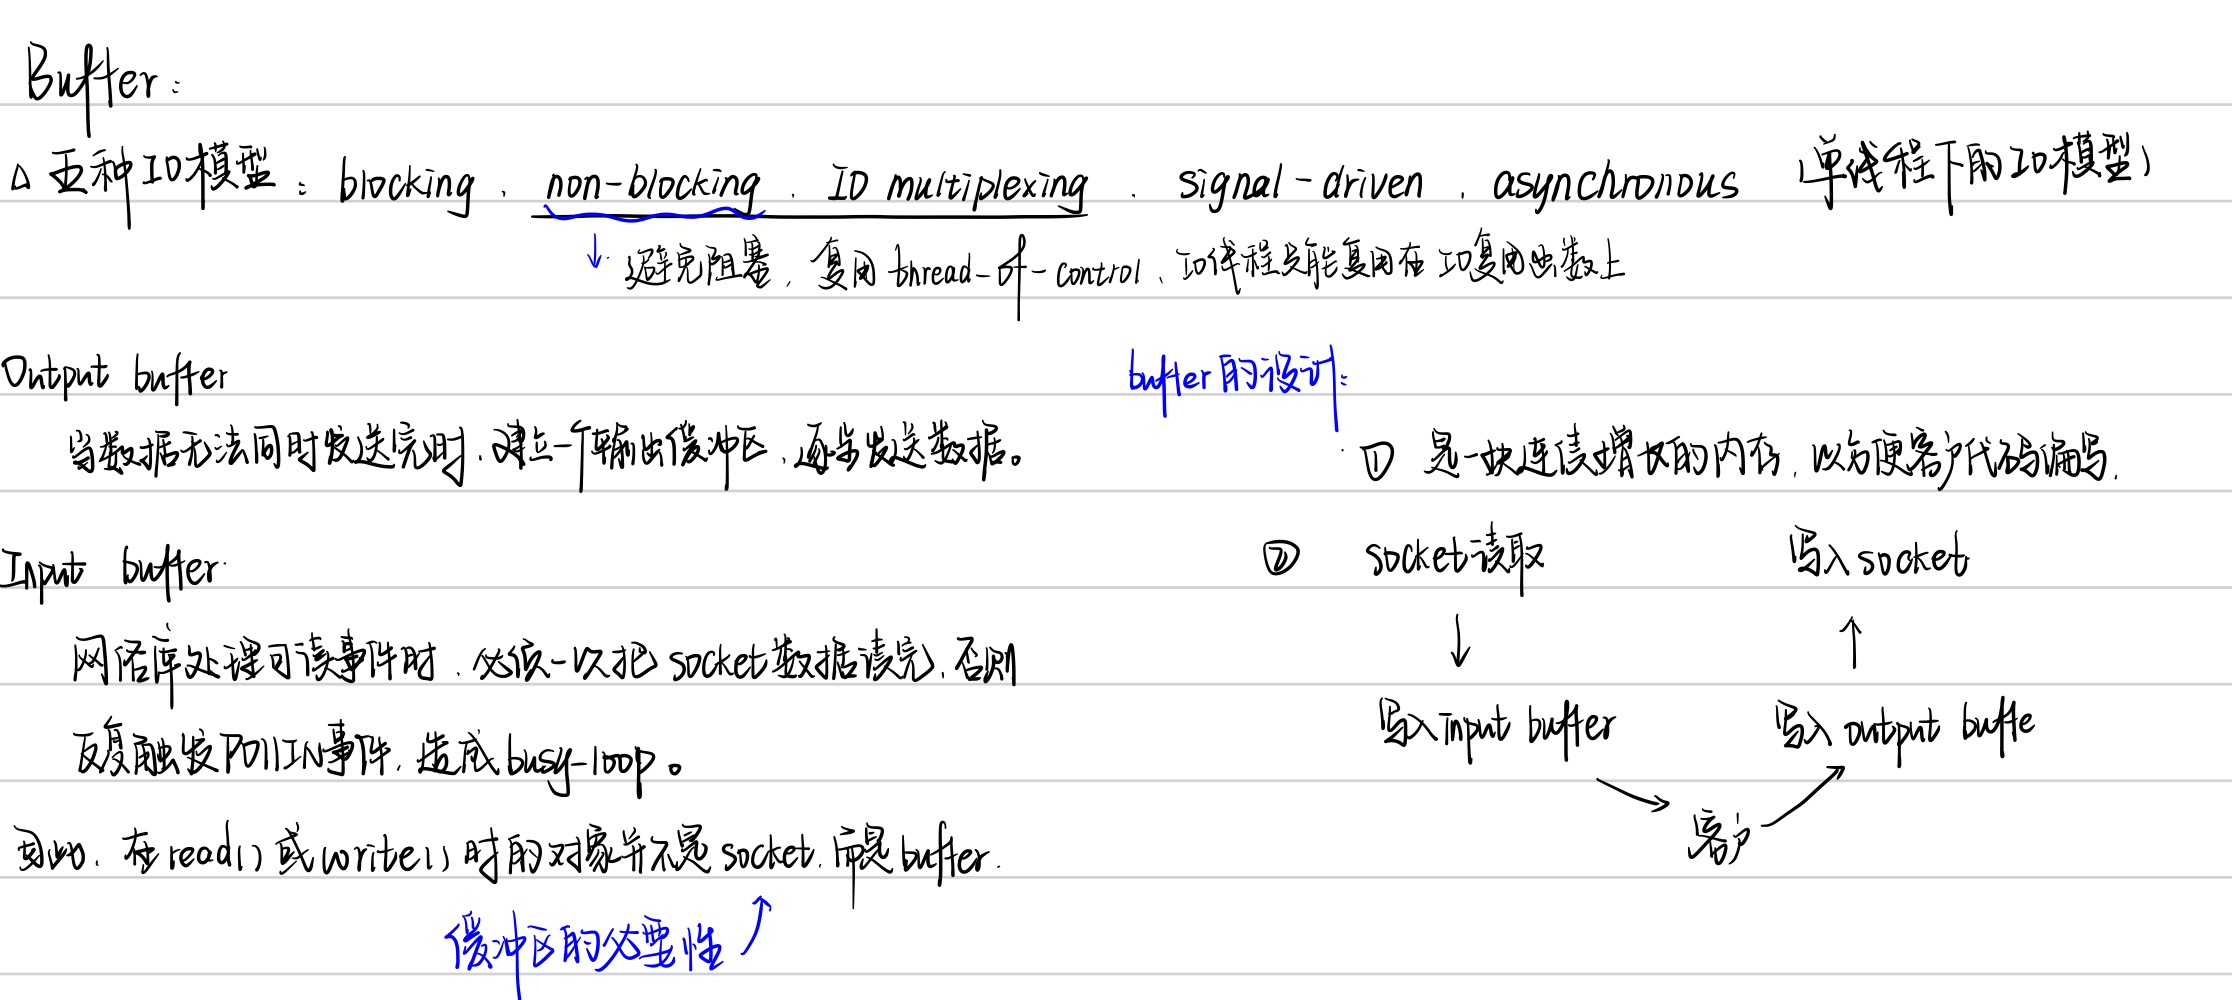 Buffer:
△ 五种IO模型: blocking、non-blocking、IO multiplexing、signal-driven、asynchronous (单线程下的IO模型)
↓ 避免阻塞, 复用 thread-of-control、IO线程只能复用在IO复用函数上
Output buffer
当数据无法同时发送完时、建立一个输出缓冲区、逐步发送数据。
Input buffer
网络库处理可读事件时、必须一次把socket数据读完、否则
反复触发POllIN事件、造成busy-loop。
因此、在read()或write()时的对象并不是socket、而是buffer.
缓冲区的必要性
buffer的设计:
① 是一块连续增长的内存、以方便客户代码编写.
② socket读取 写入socket
↓ ↑
写入input buffer 写入output buffe
客户